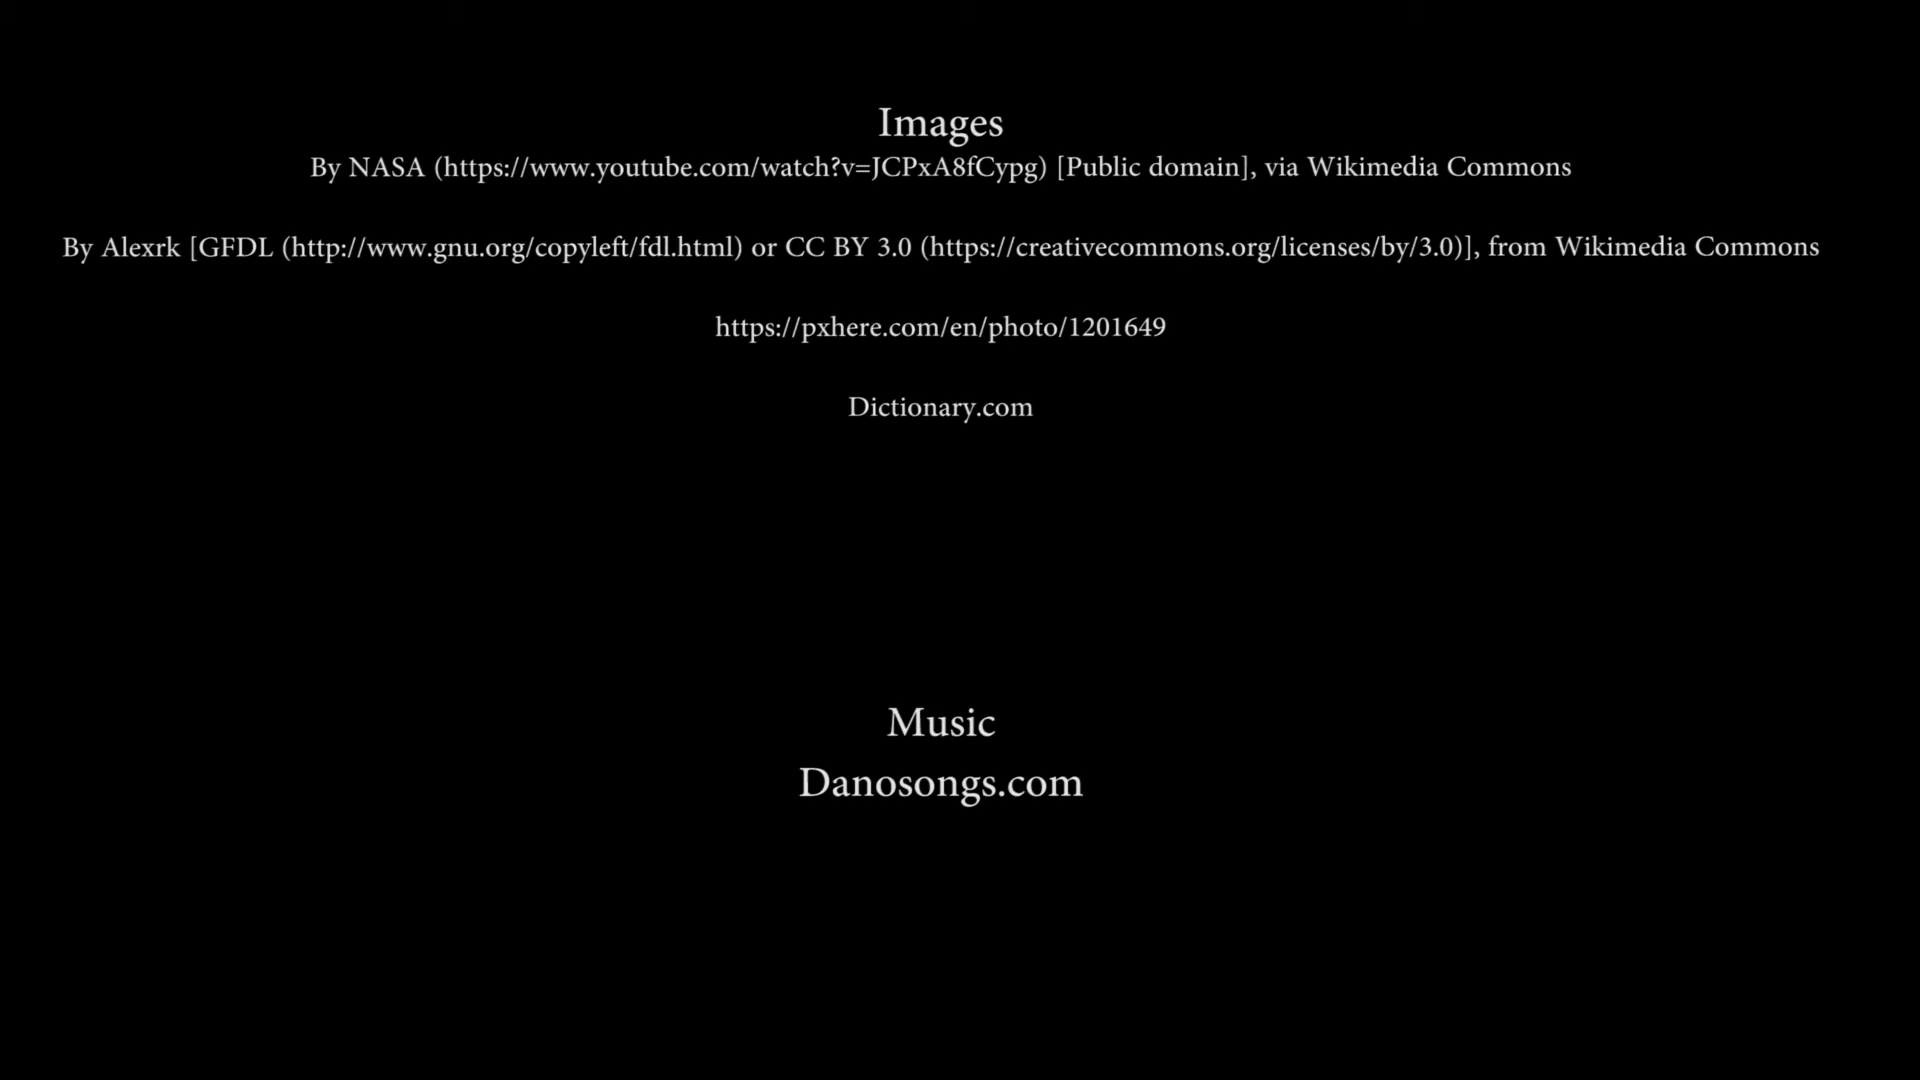 Images
By NASA (https://www.youtube.com/watch?v=JCPxA8fCypg) [Public domain], via Wikimedia Commons
By Alexrk [GFDL (http://www.gnu.org/copyleft/fdl.html) or CC BY 3.0 (https://creativecommons.org/licenses/by/3.0)], from Wikimedia Commons
https://pxhere.com/en/photo/1201649
Dictionary.com
Music
Danosongs.com